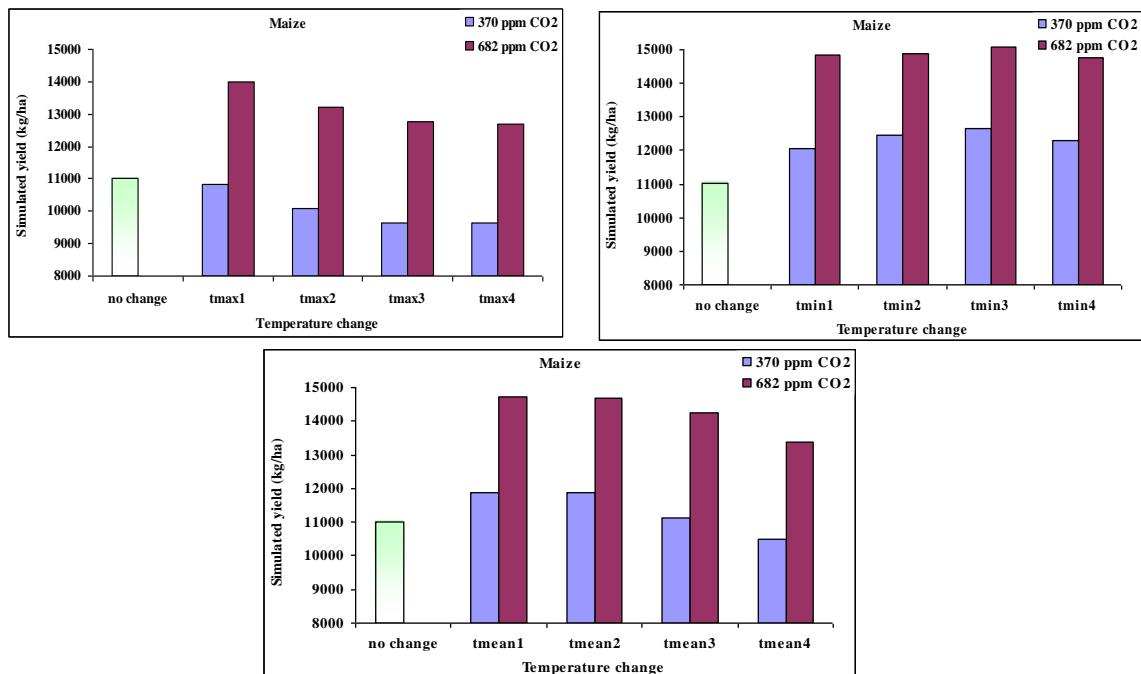 Maize
370 ppm CO2
682 ppm CO2
15000
14000
13000
12000
11000
10000
9000
8000
Simulated yield (kg/ha)
no change tmax1 tmax2 tmax3 tmax4
Temperature change
Maize
370 ppm CO2
682 ppm CO2
15000
14000
13000
12000
11000
10000
9000
8000
Simulated yield (kg/ha)
no change tmin1 tmin2 tmin3 tmin4
Temperature change
Maize
370 ppm CO2
682 ppm CO2
15000
14000
13000
12000
11000
10000
9000
8000
Simulated yield (kg/ha)
no change tmean1 tmean2 tmean3 tmean4
Temperature change